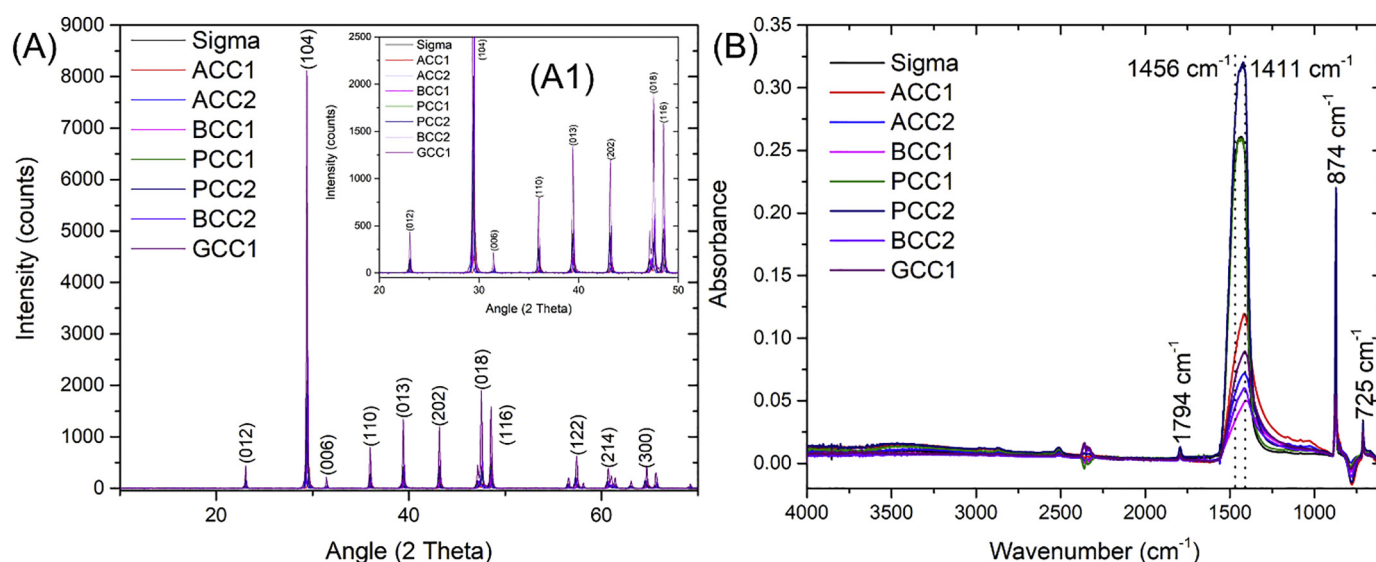 (A)
9000
8000
7000
6000
5000
4000
3000
2000
1000
0
Intensity (counts)
Sigma
ACC1
ACC2
BCC1
PCC1
PCC2
BCC2
GCC1
(104)
(012)
(006)
(110)
(013)
(202)
(018)
(116)
(122)
(214)
(300)
20
40
60
Angle (2 Theta)
(A1)
2500
2000
1500
1000
500
0
Intensity (counts)
Sigma
ACC1
ACC2
BCC1
PCC1
PCC2
BCC2
GCC1
(012)
(104)
(006)
(110)
(013)
(202)
(018)
(116)
20
30
40
50
Angle (2 Theta)
(B)
0.35
0.30
0.25
0.20
0.15
0.10
0.05
0.00
Absorbance
Sigma
ACC1
ACC2
BCC1
PCC1
PCC2
BCC2
GCC1
1456 cm-1
1411 cm-1
874 cm-1
1794 cm-1
725 cm-1
4000
3500
3000
2500
2000
1500
1000
Wavenumber (cm-1)